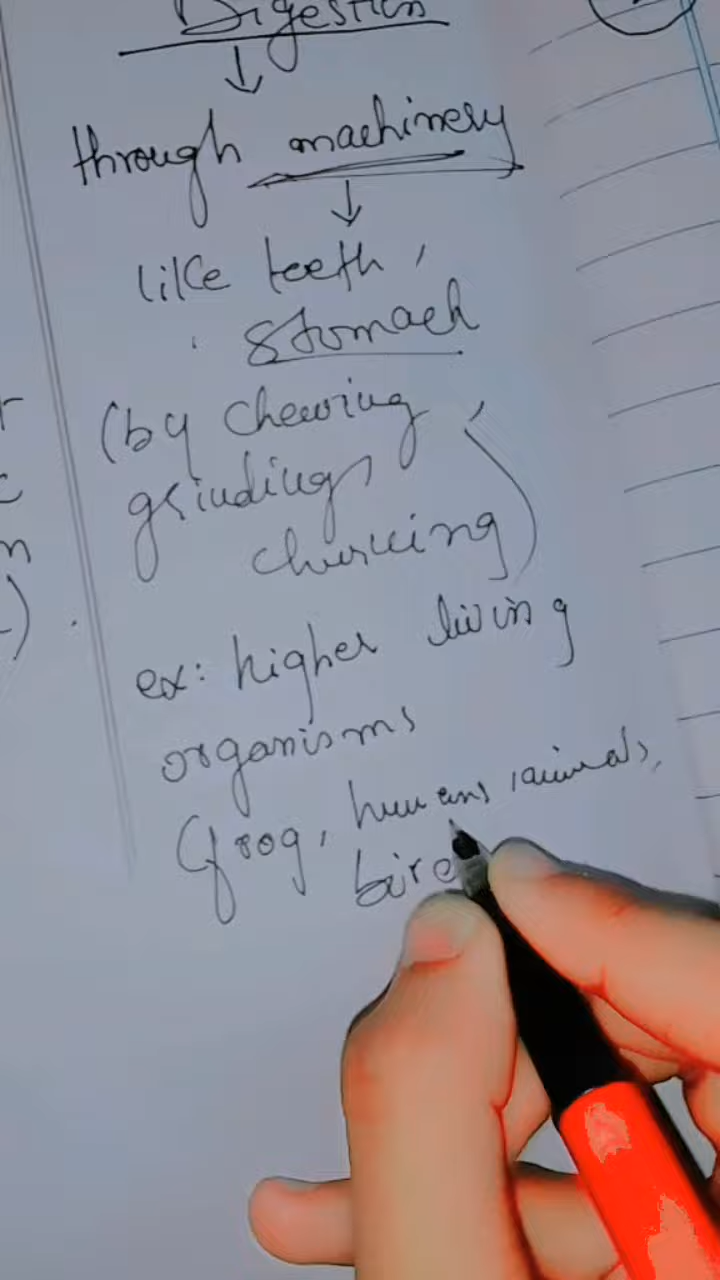 Digestion
↓
through machinery
↓
like teeth,
stomach
(by chewing,
grinding,
churning)
ex: higher living
organisms
(frog, humans, animals,
bird